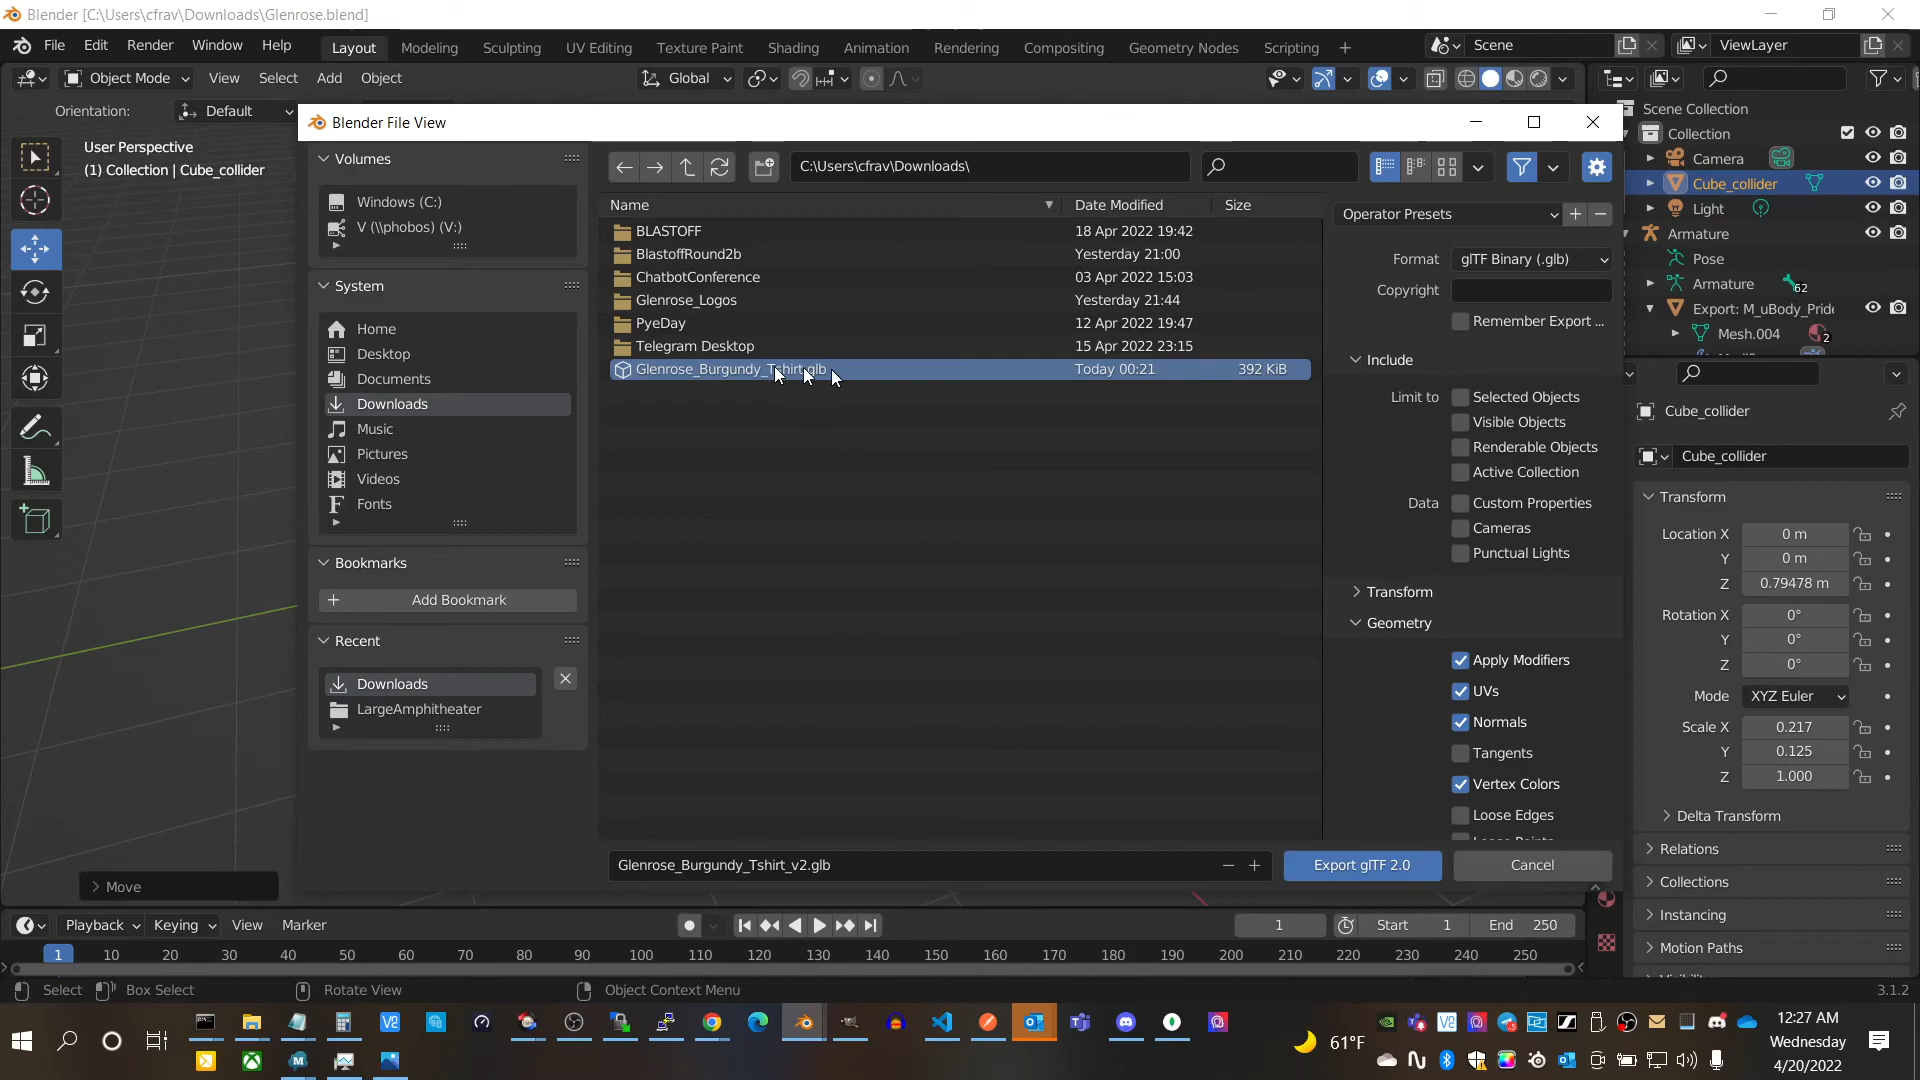 Blender [C:\Users\cfrav\Downloads\Glenrose.blend]
File Edit Render Window Help Layout Modeling Sculpting UV Editing Texture Paint Shading Animation Rendering Compositing Geometry Nodes Scripting + Scene ViewLayer
Object Mode View Select Add Object Global
Orientation: Default
User Perspective
(1) Collection | Cube_collider
Blender File View
Volumes
Windows (C:)
V (\\phobos) (V:)
System
Home
Desktop
Documents
Downloads
Music
Pictures
Videos
Fonts
Bookmarks
+ Add Bookmark
Recent
Downloads
LargeAmphitheater
C:\Users\cfrav\Downloads\
Name Date Modified Size
BLASTOFF 18 Apr 2022 19:42
BlastoffRound2b Yesterday 21:00
ChatbotConference 03 Apr 2022 15:03
Glenrose_Logos Yesterday 21:44
PyeDay 12 Apr 2022 19:47
Telegram Desktop 15 Apr 2022 23:15
Glenrose_Burgundy_Tshirt.glb Today 00:21 392 KiB
Glenrose_Burgundy_Tshirt_v2.glb
Export glTF 2.0 Cancel
Operator Presets
Format glTF Binary (.glb)
Copyright
Remember Export ...
Include
Limit to Selected Objects
Visible Objects
Renderable Objects
Active Collection
Data Custom Properties
Cameras
Punctual Lights
Transform
Geometry
Apply Modifiers
UVs
Normals
Tangents
Vertex Colors
Loose Edges
Scene Collection
Collection
Camera
Cube_collider
Light
Armature
Pose
Armature 62
Export: M_uBody_Prid
Mesh.004 2
Cube_collider
Cube_collider
Transform
Location X 0 m
Y 0 m
Z 0.79478 m
Rotation X 0°
Y 0°
Z 0°
Mode XYZ Euler
Scale X 0.217
Y 0.125
Z 1.000
Delta Transform
Relations
Collections
Instancing
Motion Paths
Move
Playback Keying View Marker 1 Start 1 End 250
1 10 20 30 40 50 60 70 80 90 100 110 120 130 140 150 160 170 180 190 200 210 220 230 240 250
Select Box Select Rotate View Object Context Menu 3.1.2
61°F
12:27 AM
Wednesday
4/20/2022